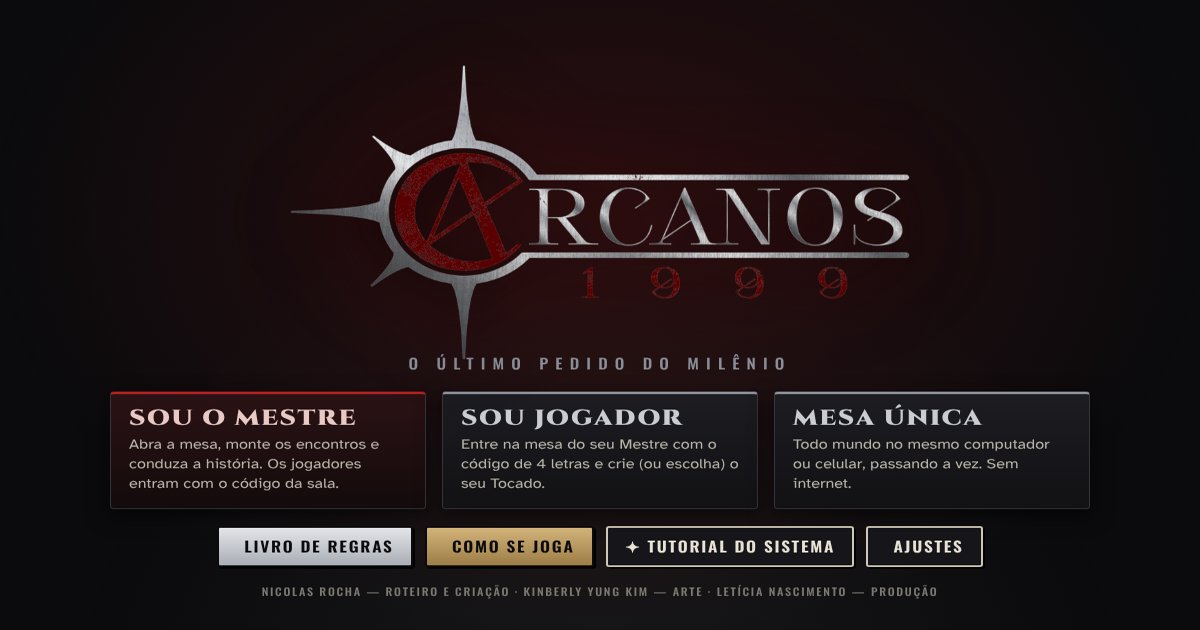 ARCANOS
1999
O ÚLTIMO PEDIDO DO MILÊNIO
SOU O MESTRE
Abra a mesa, monte os encontros e
conduza a história. Os jogadores
entram com o código da sala.
SOU JOGADOR
Entre na mesa do seu Mestre com o
código de 4 letras e crie (ou escolha) o
seu Tocado.
MESA ÚNICA
Todo mundo no mesmo computador
ou celular, passando a vez. Sem
internet.
LIVRO DE REGRAS
COMO SE JOGA
✦ TUTORIAL DO SISTEMA
AJUSTES
NICOLAS ROCHA — ROTEIRO E CRIAÇÃO · KINBERLY YUNG KIM — ARTE · LETÍCIA NASCIMENTO — PRODUÇÃO